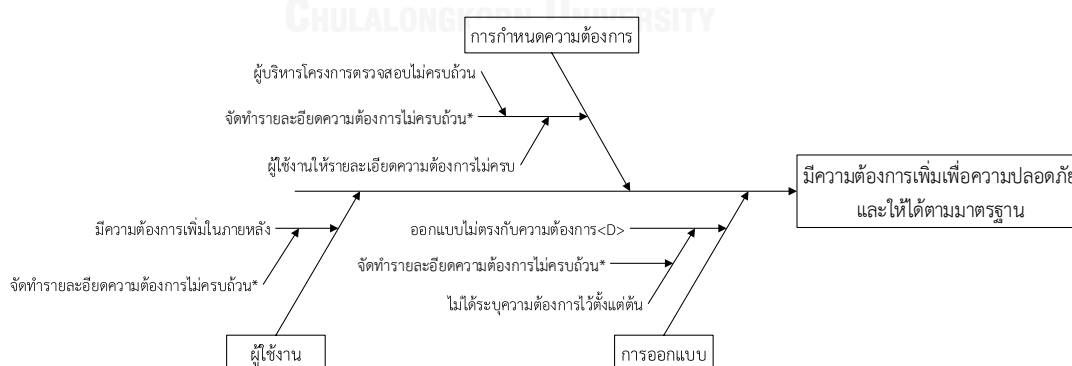 CHULALONGKORN UNIVERSITY
การกำหนดความต้องการ
ผู้บริหารโครงการตรวจสอบไม่ครบถ้วน
จัดทำรายละอียดความต้องการไม่ครบถ้วน*
ผู้ใช้งานให้รายละเอียดความต้องการไม่ครบ
มีความต้องการเพิ่มเพื่อความปลอดภัย
และให้ได้ตามมาตรฐาน
มีความต้องการเพิ่มในภายหลัง
ออกแบบไม่ตรงกับความต้องการ<D>
จัดทำรายละอียดความต้องการไม่ครบถ้วน*
จัดทำรายละอียดความต้องการไม่ครบถ้วน*
ไม่ได้ระบุความต้องการไว้ตั้งแต่ต้น
ผู้ใช้งาน
การออกแบบ